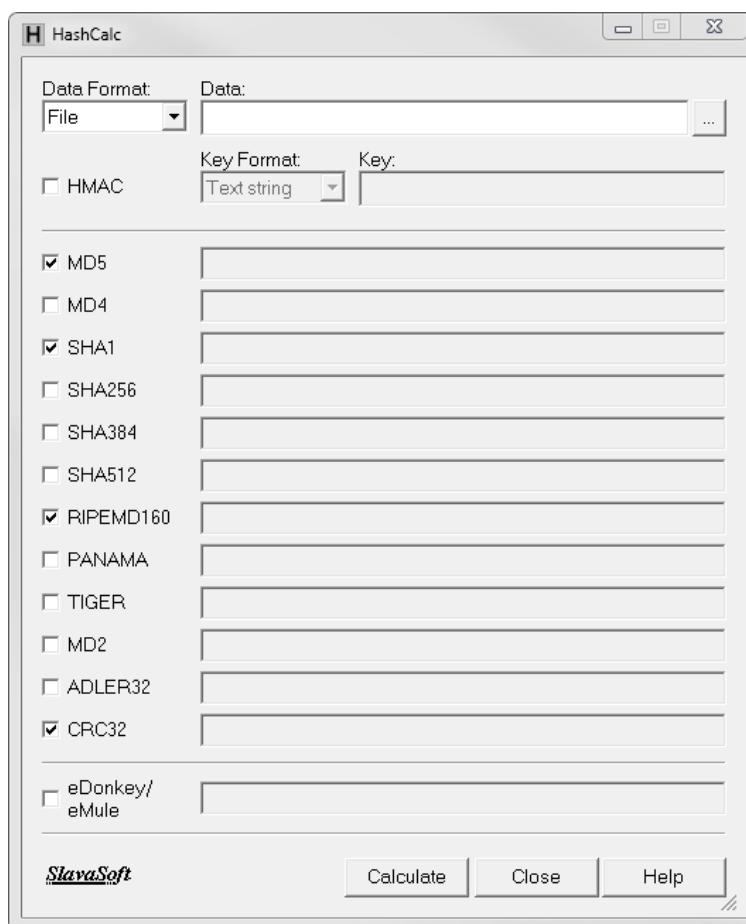 HashCalc
Data Format: Data:
File ...
Key Format: Key:
HMAC Text string
MD5
MD4
SHA1
SHA256
SHA384
SHA512
RIPEMD160
PANAMA
TIGER
MD2
ADLER32
CRC32
eDonkey/
eMule
SlavaSoft Calculate Close Help